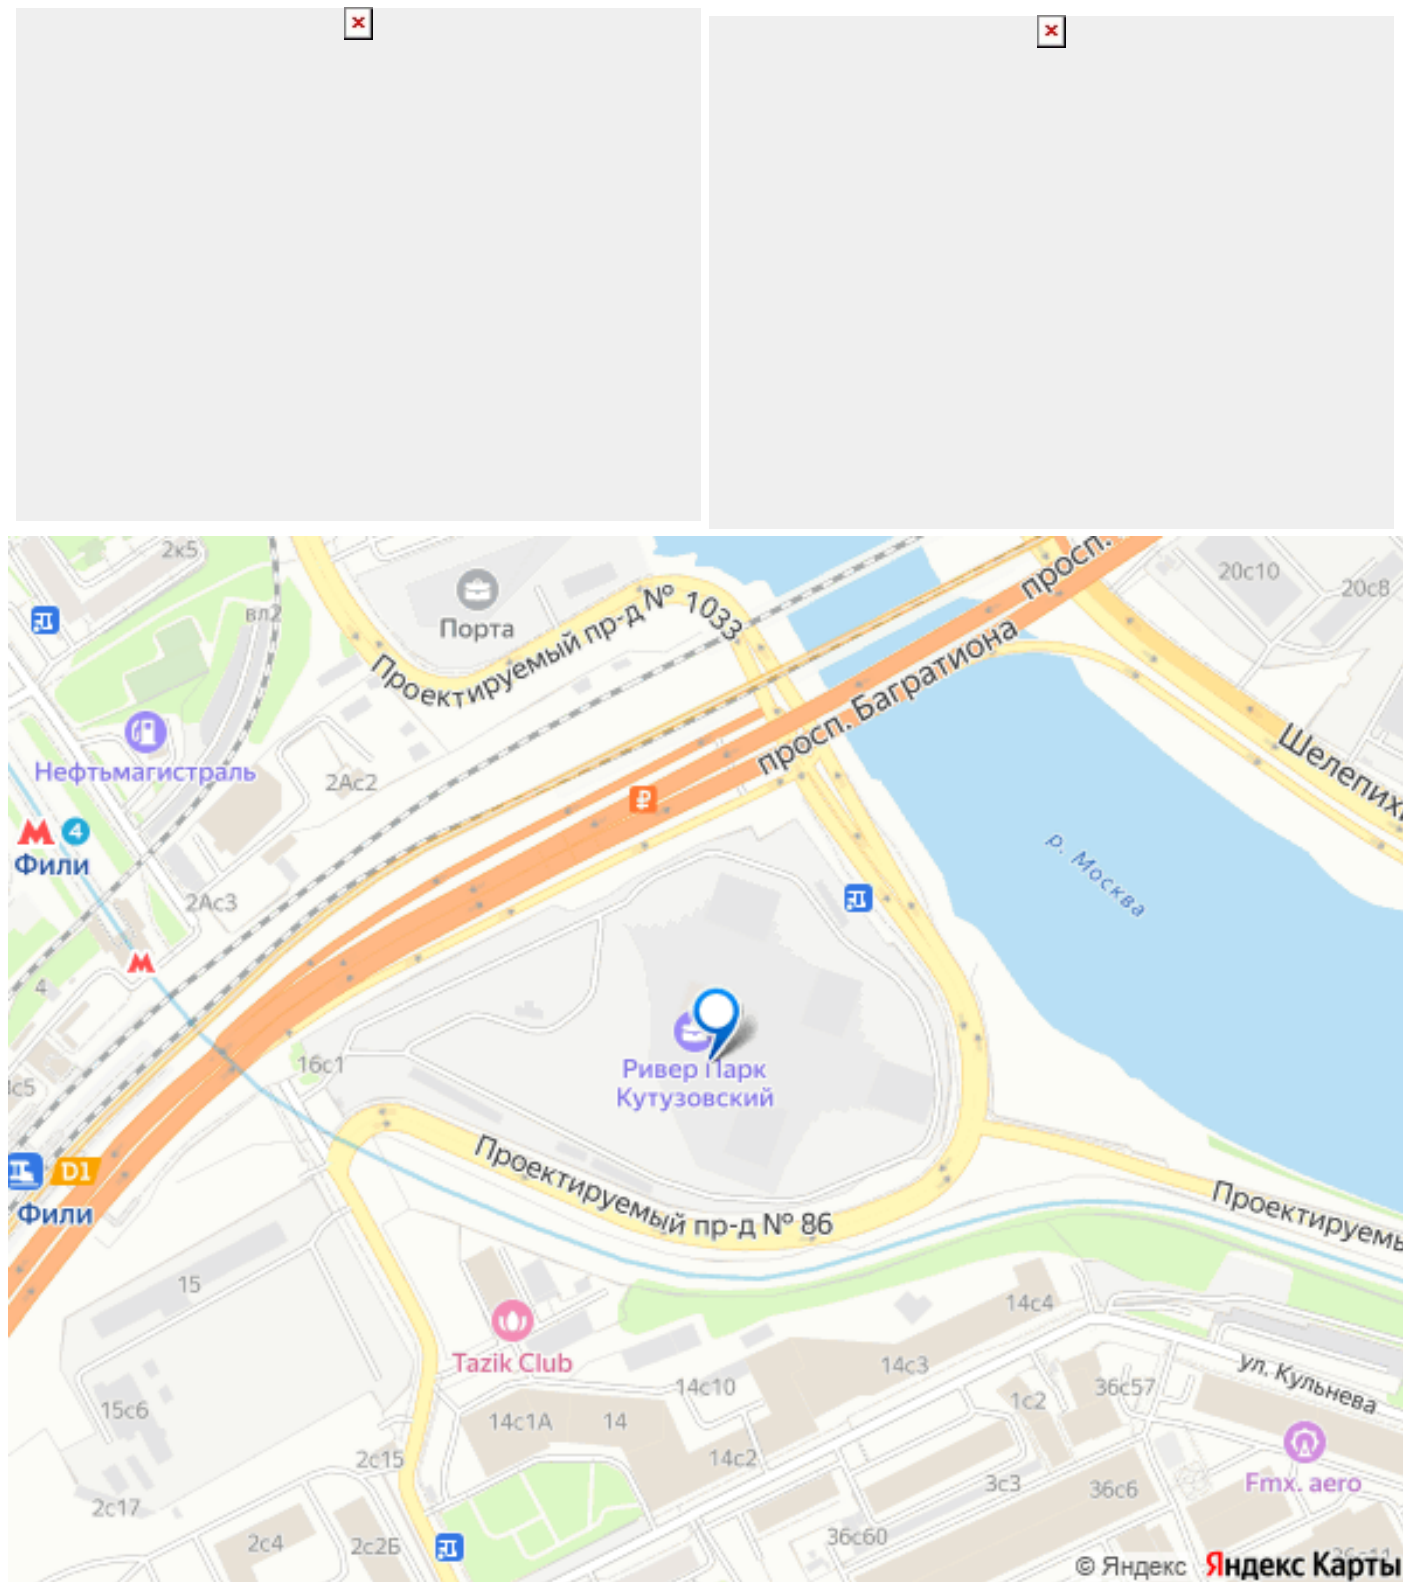 2к5
20с10
20с8
просп.
вл2
Порта
Проектируемый пр-д № 1033
просп. Багратиона
Нефтьмагистраль
2Ас2
₽
Шелепих
4
Фили
р. Москва
2Ас3
4
16с1
Ривер Парк
Кутузовский
D1
Фили
Проектируемый пр-д № 86
Проектируемы
15
14с4
Tazik Club
14с3
ул. Кульнева
14с10
36с57
1с2
15с6
14с1А
14
2с15
14с2
3с3
36с6
Fmx. aero
2с17
2с4
2с2Б
36с60
© Яндекс Яндекс Карты